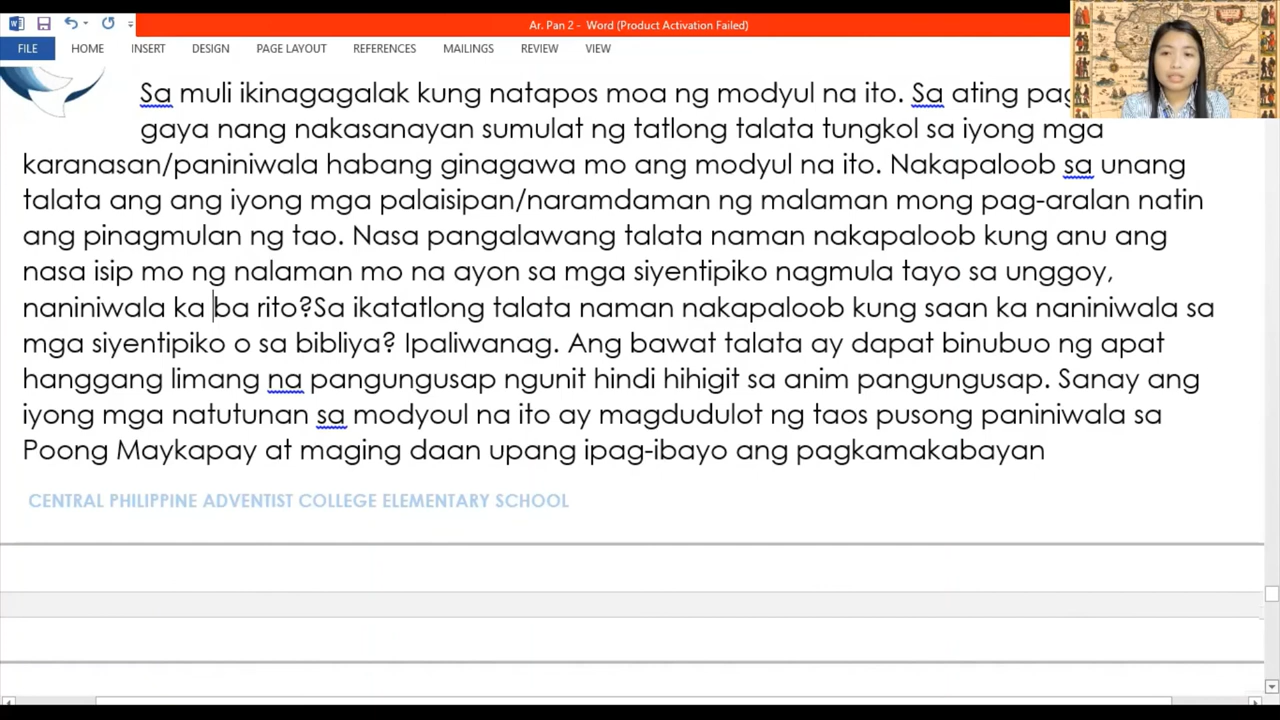 Ar. Pan 2 - Word (Product Activation Failed)
FILE HOME INSERT DESIGN PAGE LAYOUT REFERENCES MAILINGS REVIEW VIEW
Sa muli ikinagagalak kung natapos moa ng modyul na ito. Sa ating
gaya nang nakasanayan sumulat ng tatlong talata tungkol sa iyong mga
karanasan/paniniwala habang ginagawa mo ang modyul na ito. Nakapaloob sa unang
talata ang ang iyong mga palaisipan/naramdaman ng malaman mong pag-aralan natin
ang pinagmulan ng tao. Nasa pangalawang talata naman nakapaloob kung anu ang
nasa isip mo ng nalaman mo na ayon sa mga siyentipiko nagmula tayo sa unggoy,
naniniwala ka ba rito?Sa ikatatlong talata naman nakapaloob kung saan ka naniniwala sa
mga siyentipiko o sa bibliya? Ipaliwanag. Ang bawat talata ay dapat binubuo ng apat
hanggang limang na pangungusap ngunit hindi hihigit sa anim pangungusap. Sanay ang
iyong mga natutunan sa modyoul na ito ay magdudulot ng taos pusong paniniwala sa
Poong Maykapay at maging daan upang ipag-ibayo ang pagkamakabayan
CENTRAL PHILIPPINE ADVENTIST COLLEGE ELEMENTARY SCHOOL